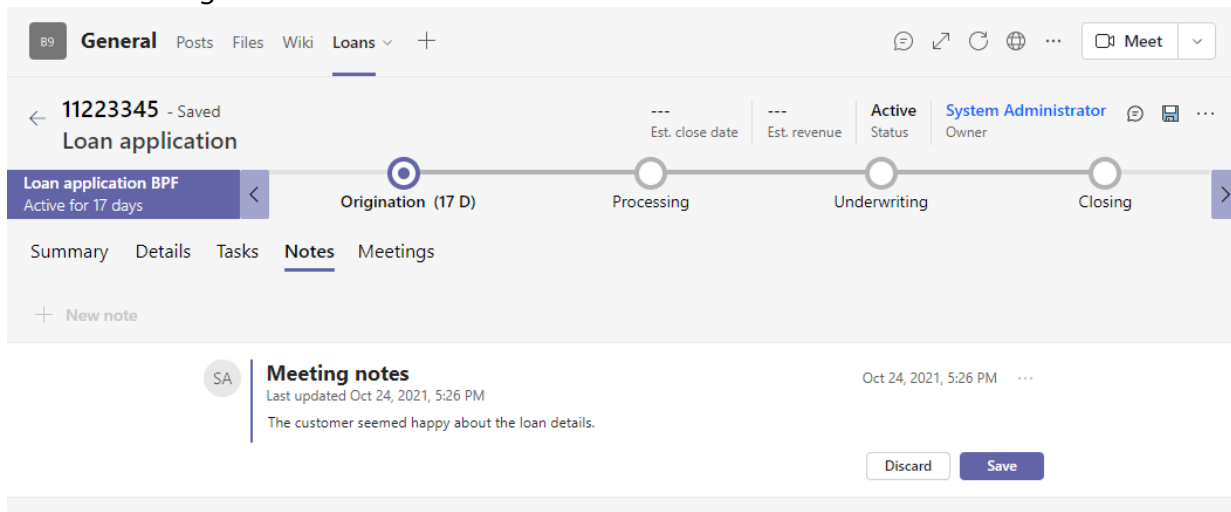 B9 General Posts Files Wiki Loans Meet
11223345 - Saved
Loan application
--- Est. close date
--- Est. revenue
Active Status
System Administrator Owner
Loan application BPF
Active for 17 days
Origination (17 D) Processing Underwriting Closing
Summary Details Tasks Notes Meetings
New note
SA Meeting notes Oct 24, 2021, 5:26 PM
Last updated Oct 24, 2021, 5:26 PM
The customer seemed happy about the loan details.
Discard Save